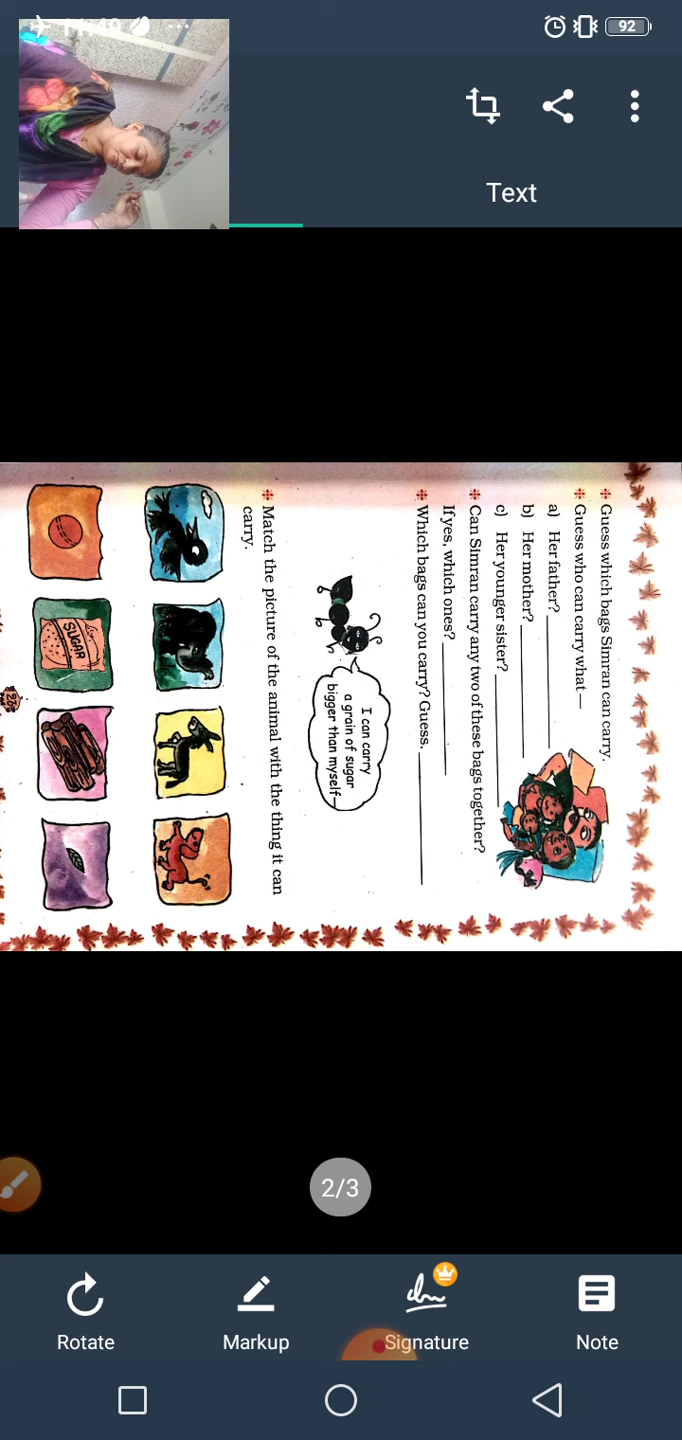 11:49
92
Text
Guess which bags Simran can carry.
Guess who can carry what—
a) Her father?
b) Her mother?
c) Her younger sister?
Can Simran carry any two of these bags together?
If yes, which ones?
Which bags can you carry? Guess.
I can carry
a grain of sugar
bigger than myself—
Match the picture of the animal with the thing it can
carry.
SUGAR
2/3
Rotate
Markup
Signature
Note